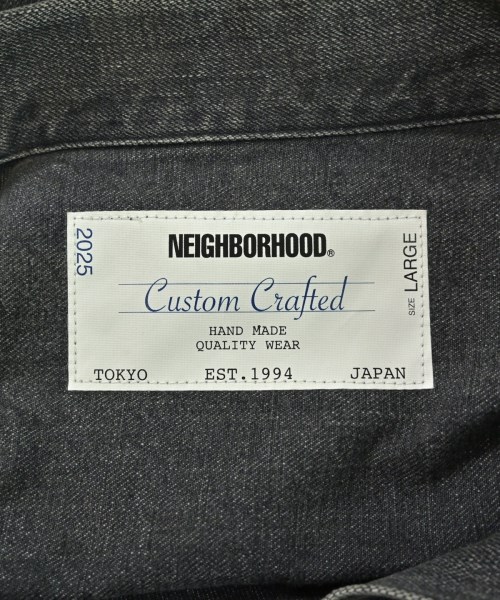 2025
NEIGHBORHOOD®
Custom Crafted
HAND MADE
QUALITY WEAR
TOKYO EST.1994 JAPAN
SIZE LARGE